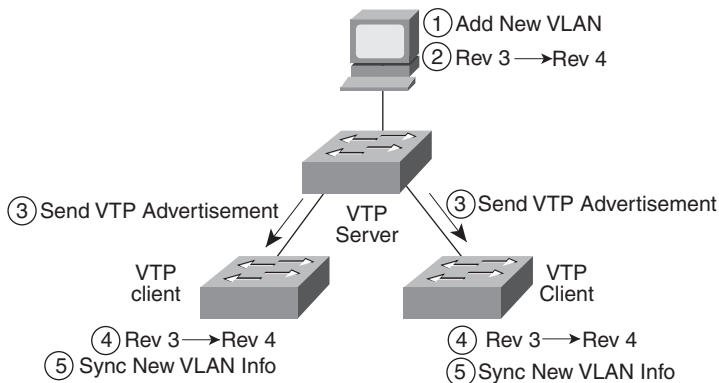 ① Add New VLAN
② Rev 3 → Rev 4
③ Send VTP Advertisement
③ Send VTP Advertisement
VTP
Server
VTP
client
VTP
Client
④ Rev 3 → Rev 4
⑤ Sync New VLAN Info
④ Rev 3 → Rev 4
⑤ Sync New VLAN Info